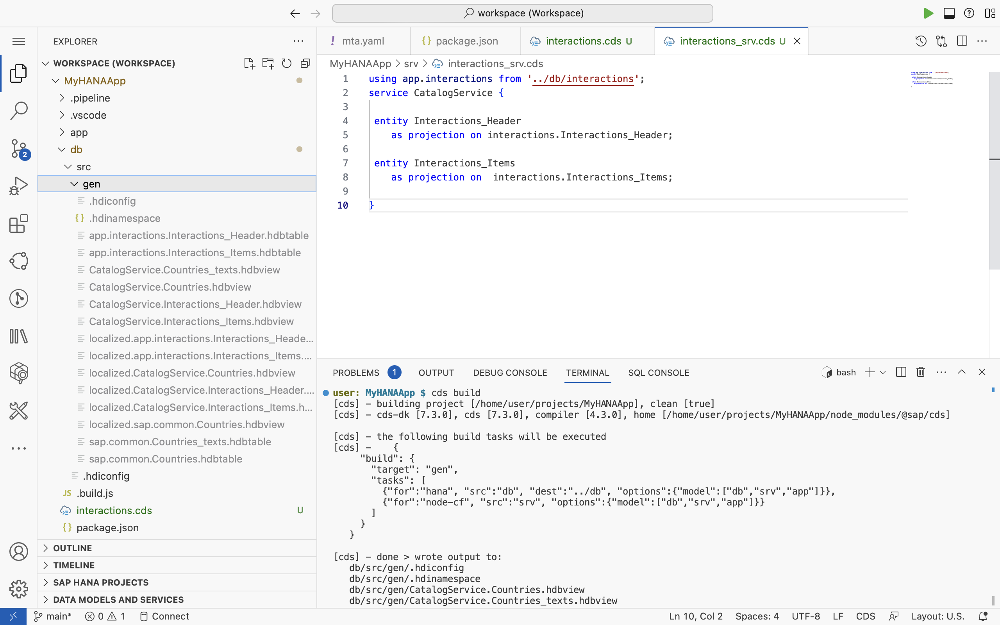 workspace (Workspace)
EXPLORER
WORKSPACE (WORKSPACE)
MyHANAApp
.pipeline
.vscode
app
db
src
gen
.hdiconfig
.hdinamespace
app.interactions.Interactions_Header.hdbtable
app.interactions.Interactions_Items.hdbtable
CatalogService.Countries_texts.hdbview
CatalogService.Countries.hdbview
CatalogService.Interactions_Header.hdbview
CatalogService.Interactions_Items.hdbview
localized.app.interactions.Interactions_Heade...
localized.app.interactions.Interactions_Items....
localized.CatalogService.Countries.hdbview
localized.CatalogService.Interactions_Header....
localized.CatalogService.Interactions_Items.h...
localized.sap.common.Countries.hdbview
sap.common.Countries_texts.hdbtable
sap.common.Countries.hdbtable
.hdiconfig
JS .build.js
interactions.cds U
{} package.json
OUTLINE
TIMELINE
SAP HANA PROJECTS
DATA MODELS AND SERVICES
2
! mta.yaml
{} package.json
interactions.cds U
interactions_srv.cds U
MyHANAApp > srv > interactions_srv.cds
1 using app.interactions from '../db/interactions';
2 service CatalogService {
3
4 entity Interactions_Header
5 as projection on interactions.Interactions_Header;
6
7 entity Interactions_Items
8 as projection on  interactions.Interactions_Items;
9
10 }
PROBLEMS 1 OUTPUT DEBUG CONSOLE TERMINAL SQL CONSOLE
bash
user: MyHANAApp $ cds build
[cds] - building project [/home/user/projects/MyHANAApp], clean [true]
[cds] - cds-dk [7.3.0], cds [7.3.0], compiler [4.3.0], home [/home/user/projects/MyHANAApp/node_modules/@sap/cds]
[cds] - the following build tasks will be executed
[cds] -    {
"build": {
"target": "gen",
"tasks": [
{"for":"hana", "src":"db", "dest":"../db", "options":{"model":["db","srv","app"]}},
{"for":"node-cf", "src":"srv", "options":{"model":["db","srv","app"]}}
]
}
}
[cds] - done > wrote output to:
db/src/gen/.hdiconfig
db/src/gen/.hdinamespace
db/src/gen/CatalogService.Countries.hdbview
db/src/gen/CatalogService.Countries_texts.hdbview
main* 0 1 Connect
Ln 10, Col 2 Spaces: 4 UTF-8 LF CDS Layout: U.S.